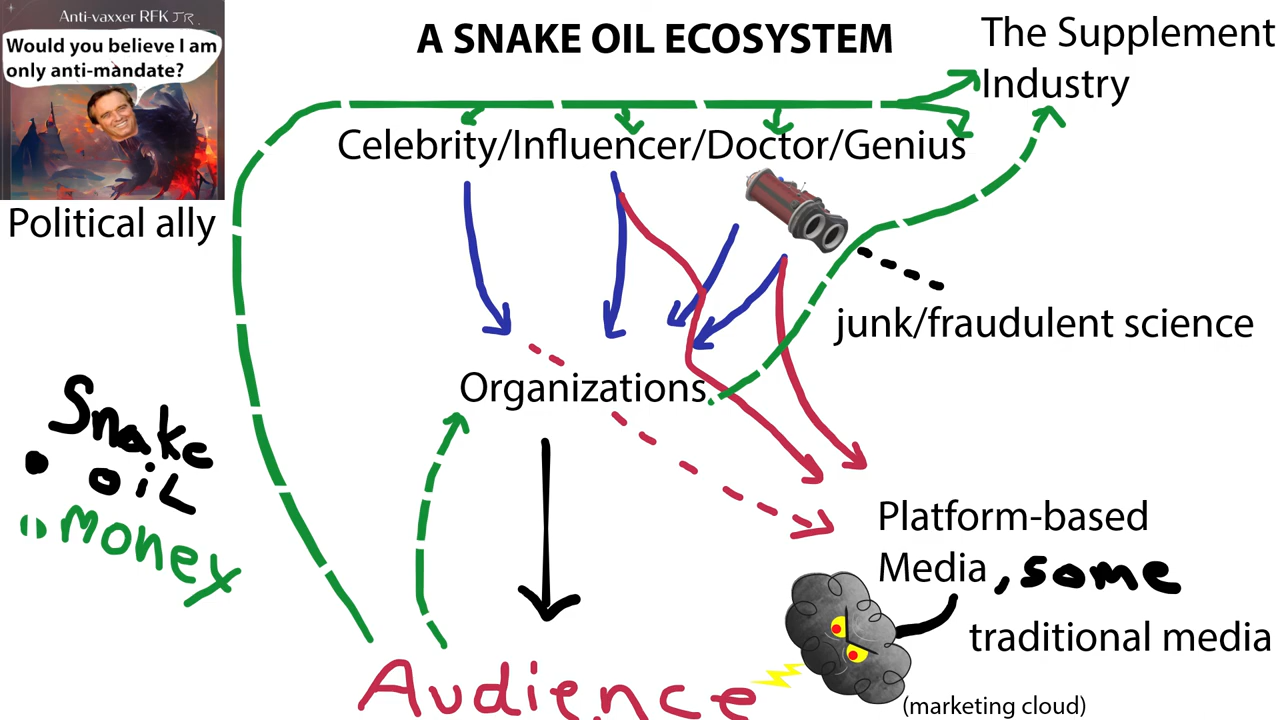 Anti-vaxxer RFK JR.
Would you believe I am
only anti-mandate?
Political ally
A SNAKE OIL ECOSYSTEM
The Supplement
Industry
Celebrity/Influencer/Doctor/Genius
junk/fraudulent science
Organizations
Snake
oil
money
Platform-based
Media, some
traditional media
(marketing cloud)
Audience